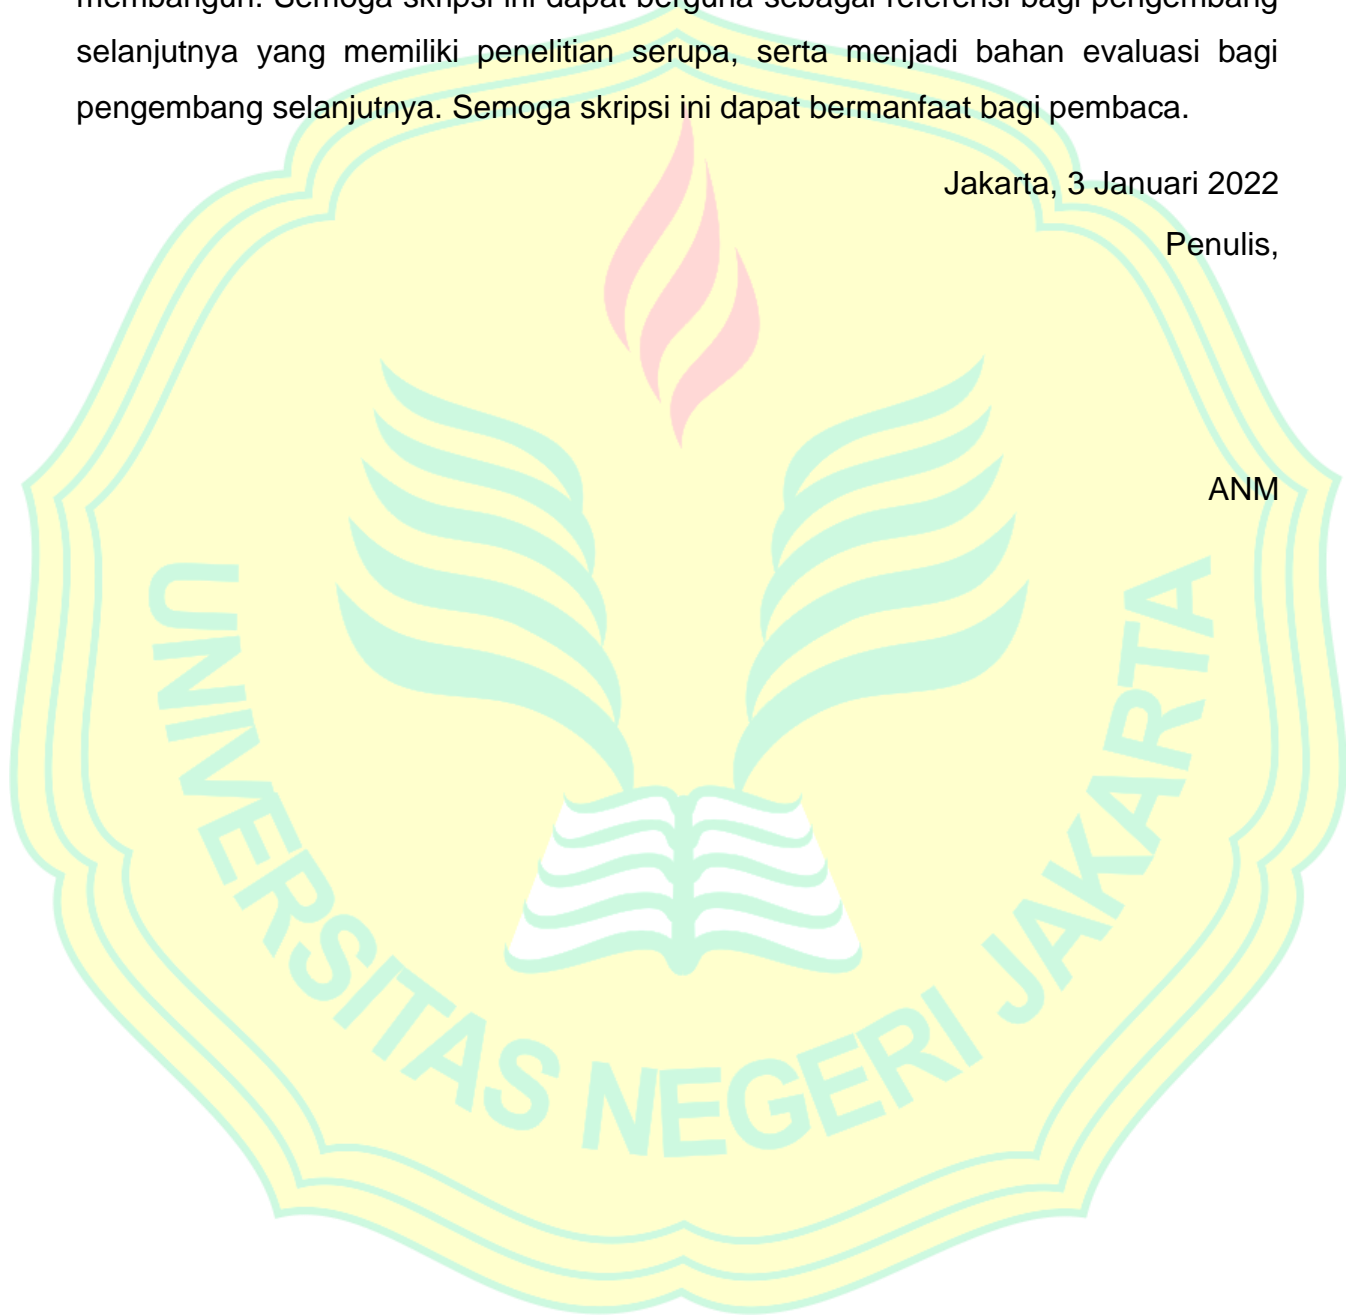 membangun. Semoga skripsi ini dapat berguna sebagai referensi bagi pengembang
selanjutnya yang memiliki penelitian serupa, serta menjadi bahan evaluasi bagi
pengembang selanjutnya. Semoga skripsi ini dapat bermanfaat bagi pembaca.
Jakarta, 3 Januari 2022
Penulis,
ANM
UNIVERSITAS NEGERI JAKARTA